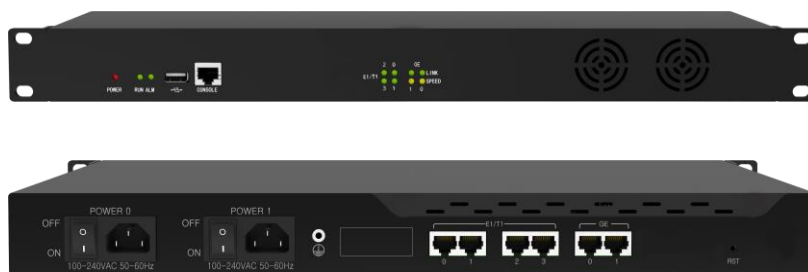 2 0 GE
E1/T1 LINK
SPEED
3 1 1 0
POWER RUN ALM CONSOLE
POWER 0 POWER 1
OFF OFF
E1/T1 GE
ON ON
0 1 2 3 0 1
RST
100-240VAC 50-60Hz 100-240VAC 50-60Hz